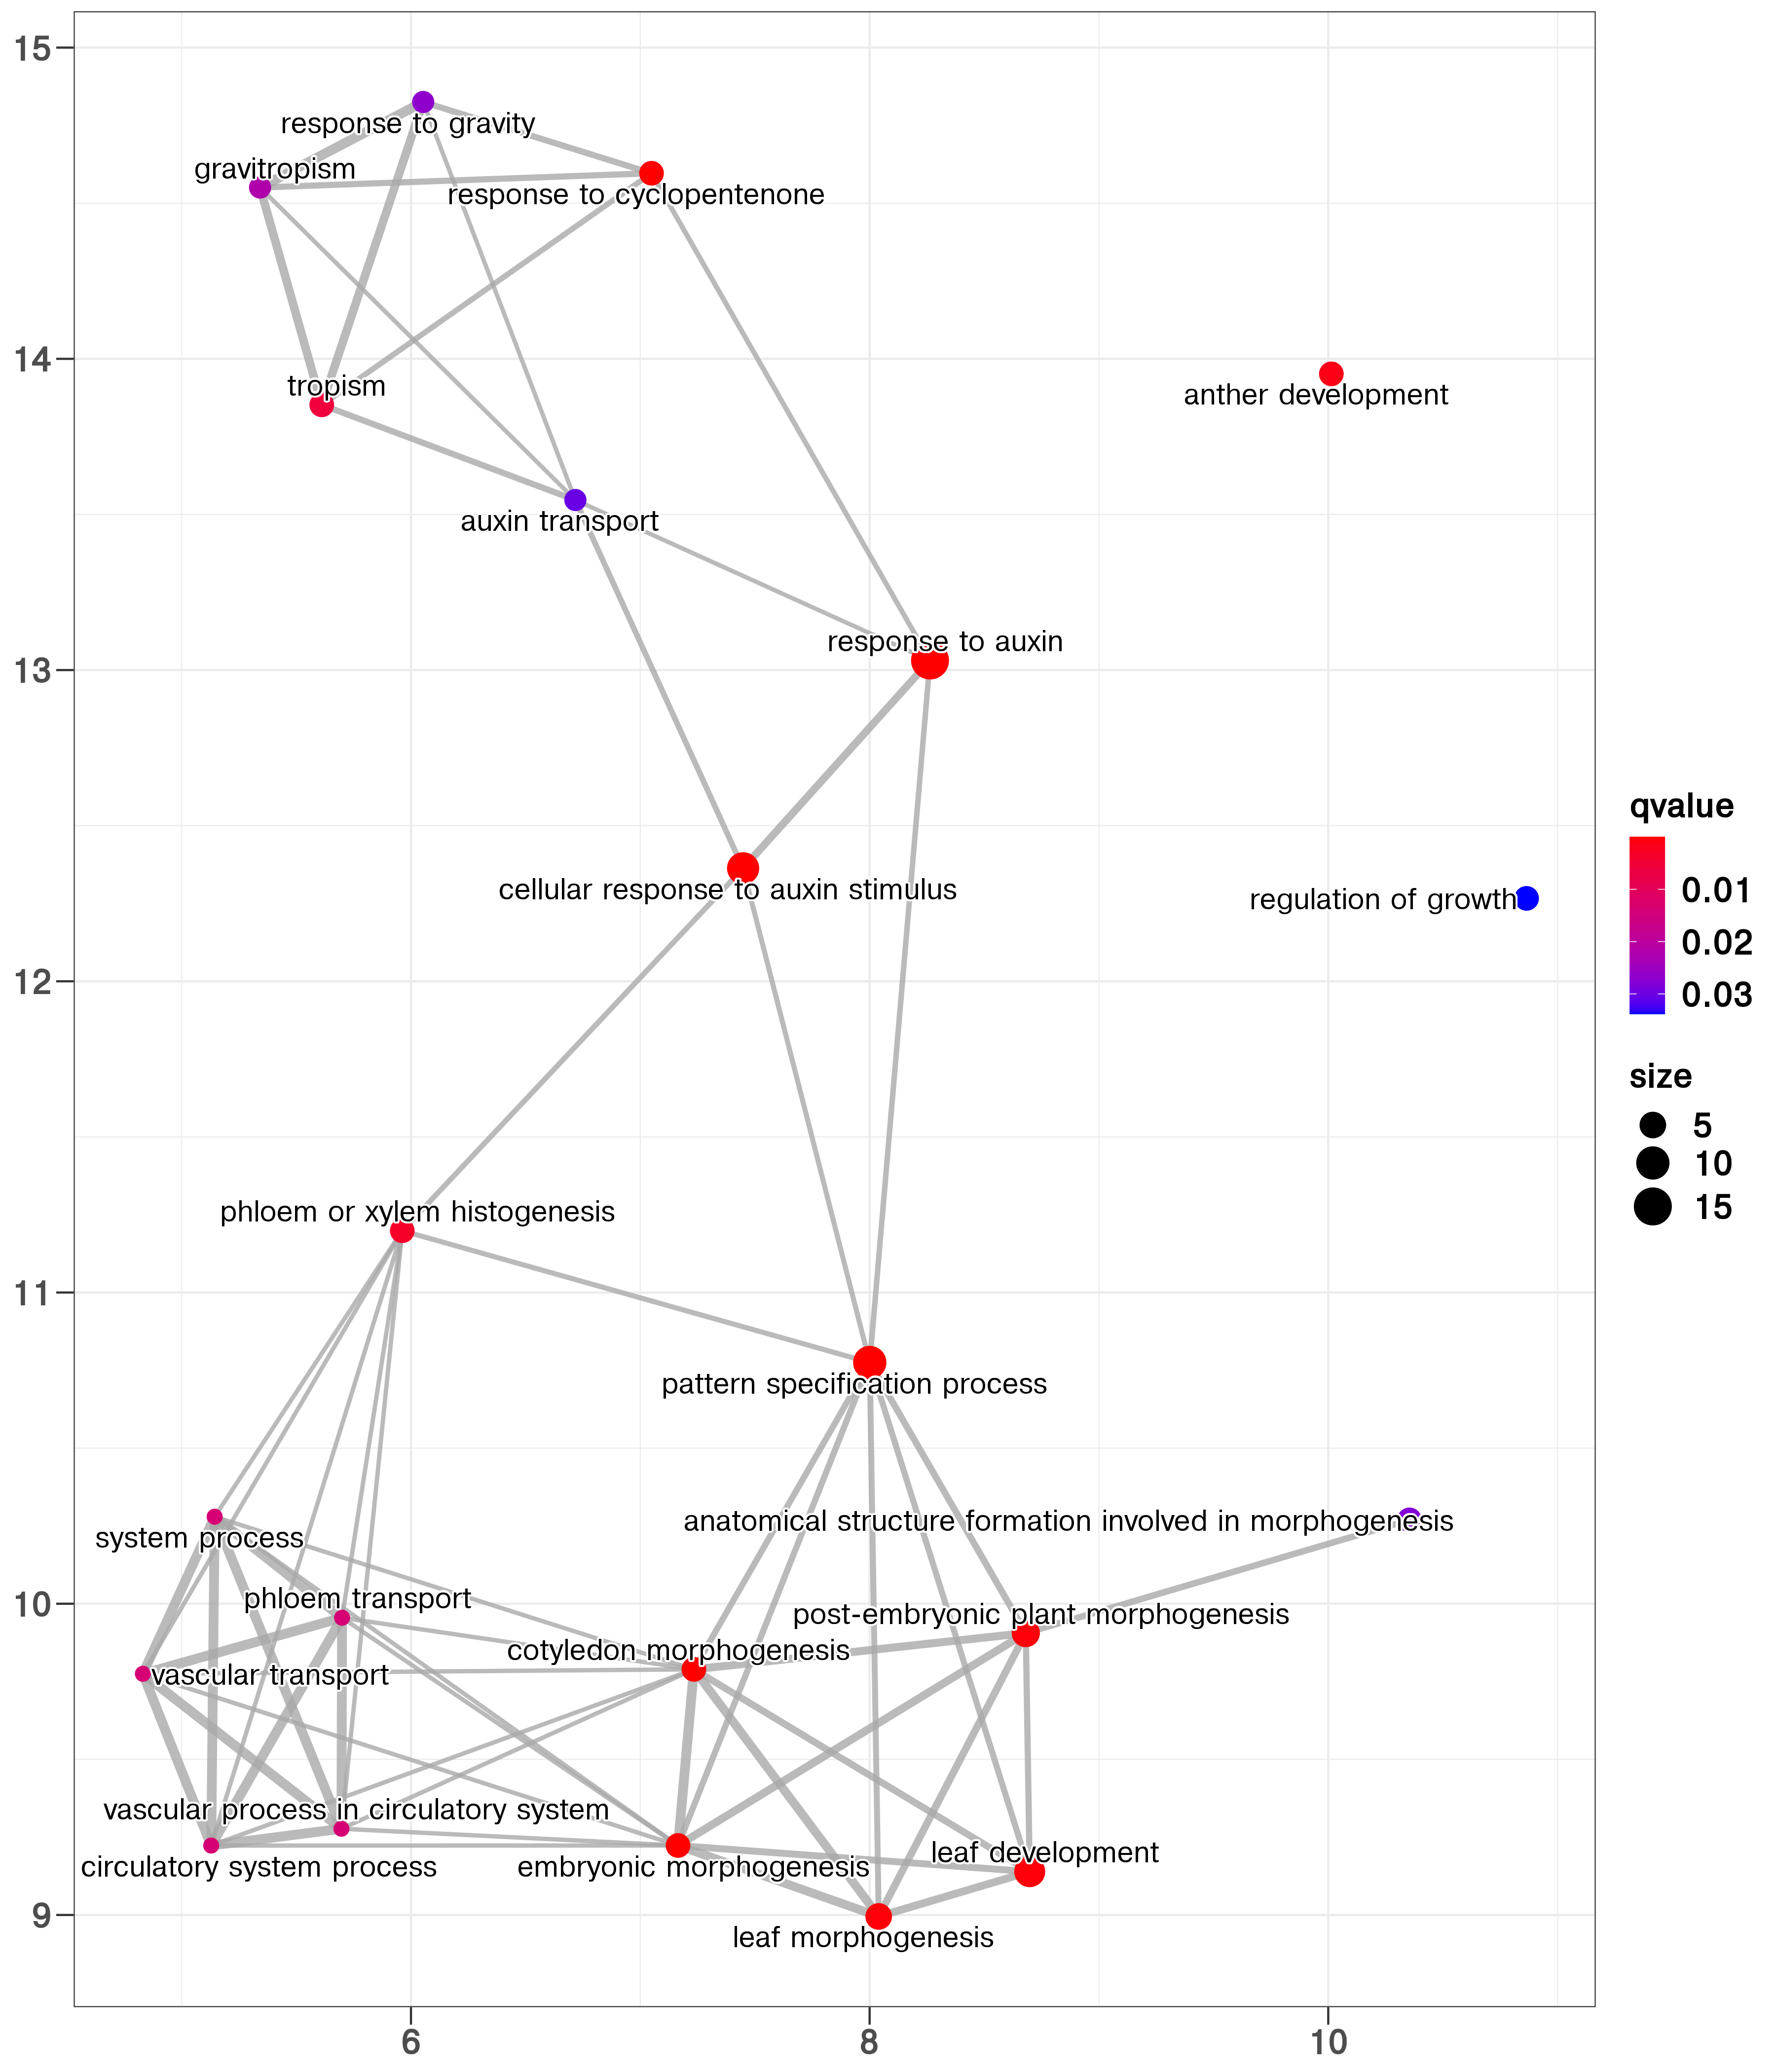 15
response to gravity
gravitropism
response to cyclopentenone
14
tropism
anther development
auxin transport
13
response to auxin
qvalue
0.01
0.02
0.03
cellular response to auxin stimulus
regulation of growth
12
size
5
10
15
phloem or xylem histogenesis
11
pattern specification process
anatomical structure formation involved in morphogenesis
system process
phloem transport
10
post-embryonic plant morphogenesis
cotyledon morphogenesis
vascular transport
vascular process in circulatory system
leaf development
circulatory system process
embryonic morphogenesis
9
leaf morphogenesis
6 8 10